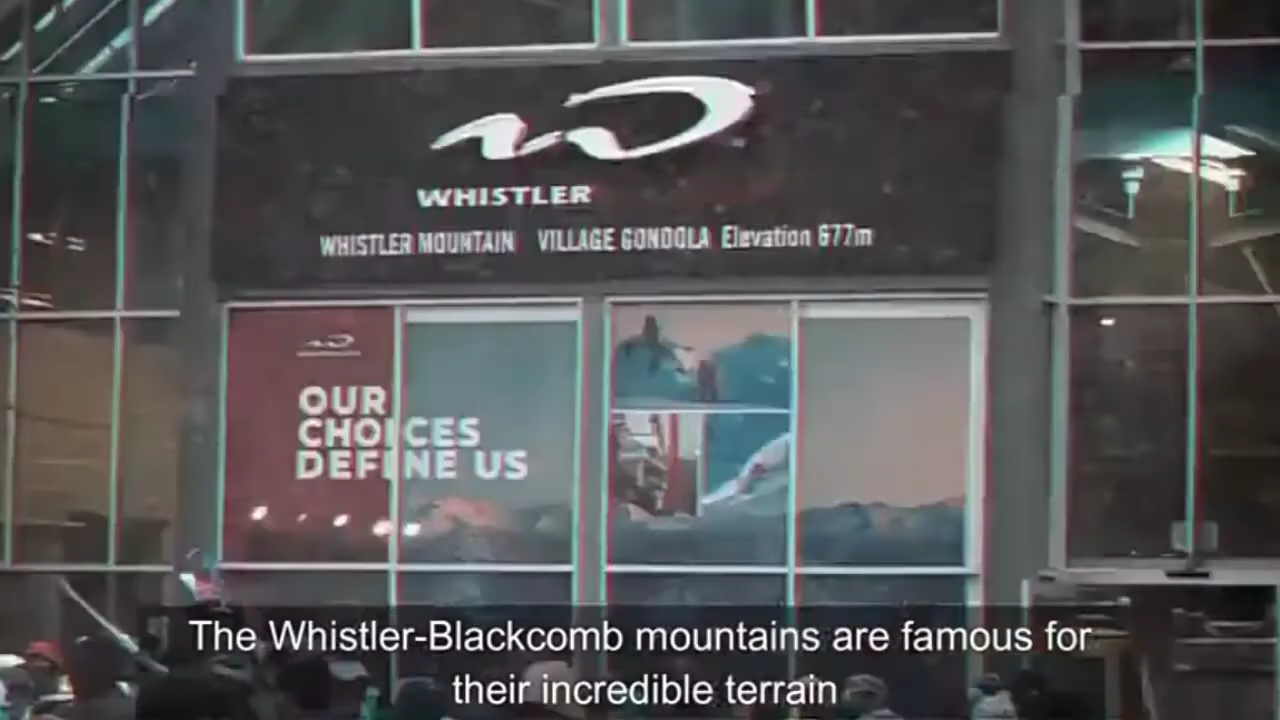 WHISTLER
WHISTLER MOUNTAIN VILLAGE GONDOLA Elevation 677m
OUR
CHOICES
DEFINE US
The Whistler-Blackcomb mountains are famous for
their incredible terrain